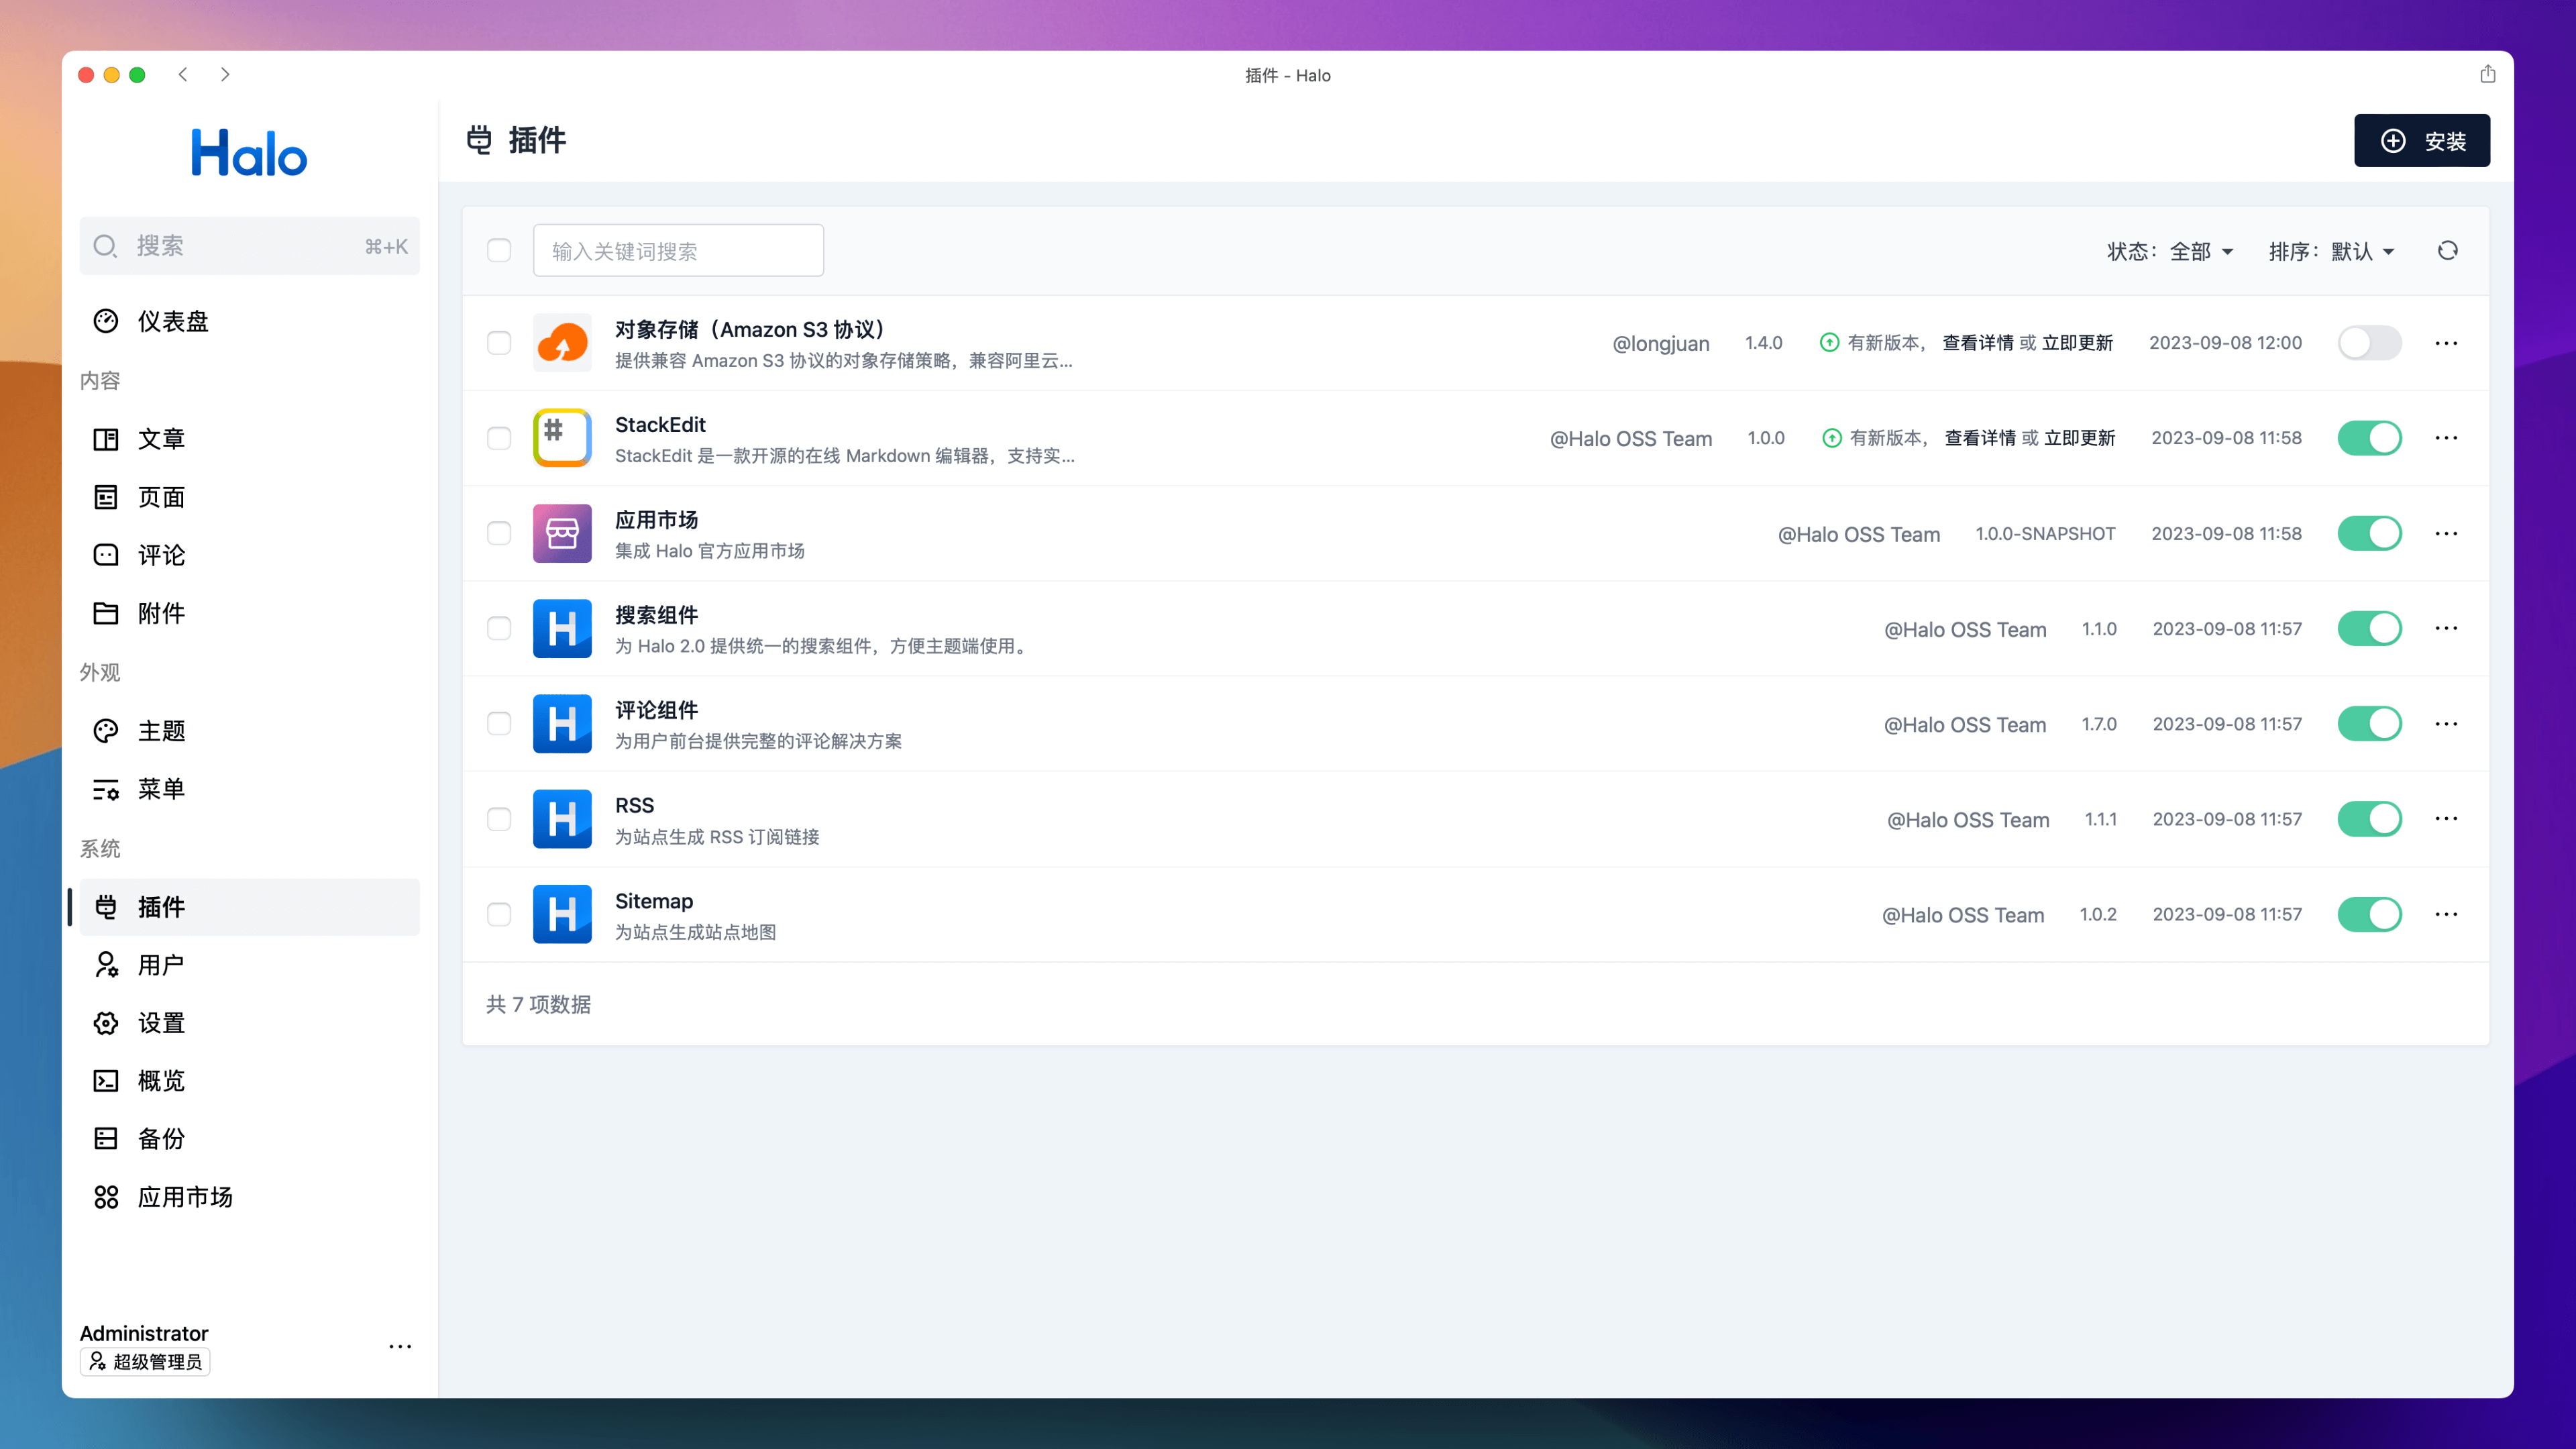 插件 - Halo
Halo
搜索 ⌘+K
仪表盘
内容
文章
页面
评论
附件
外观
主题
菜单
系统
插件
用户
设置
概览
备份
应用市场
Administrator
超级管理员
插件
安装
输入关键词搜索 状态：全部 排序：默认
对象存储（Amazon S3 协议）
提供兼容 Amazon S3 协议的对象存储策略，兼容阿里云...
@longjuan 1.4.0 有新版本， 查看详情 或 立即更新 2023-09-08 12:00
StackEdit
StackEdit 是一款开源的在线 Markdown 编辑器，支持实...
@Halo OSS Team 1.0.0 有新版本， 查看详情 或 立即更新 2023-09-08 11:58
应用市场
集成 Halo 官方应用市场
@Halo OSS Team 1.0.0-SNAPSHOT 2023-09-08 11:58
搜索组件
为 Halo 2.0 提供统一的搜索组件，方便主题端使用。
@Halo OSS Team 1.1.0 2023-09-08 11:57
评论组件
为用户前台提供完整的评论解决方案
@Halo OSS Team 1.7.0 2023-09-08 11:57
RSS
为站点生成 RSS 订阅链接
@Halo OSS Team 1.1.1 2023-09-08 11:57
Sitemap
为站点生成站点地图
@Halo OSS Team 1.0.2 2023-09-08 11:57
共 7 项数据